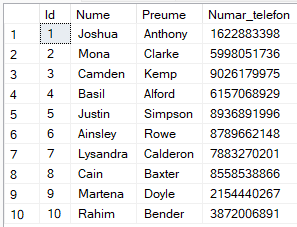 Id Nume Preume Numar_telefon
1 1 Joshua Anthony 1622883398
2 2 Mona Clarke 5998051736
3 3 Camden Kemp 9026179975
4 4 Basil Alford 6157068929
5 5 Justin Simpson 8936891996
6 6 Ainsley Rowe 8789662148
7 7 Lysandra Calderon 7883270201
8 8 Cain Baxter 8558538866
9 9 Martena Doyle 2154440267
10 10 Rahim Bender 3872006891